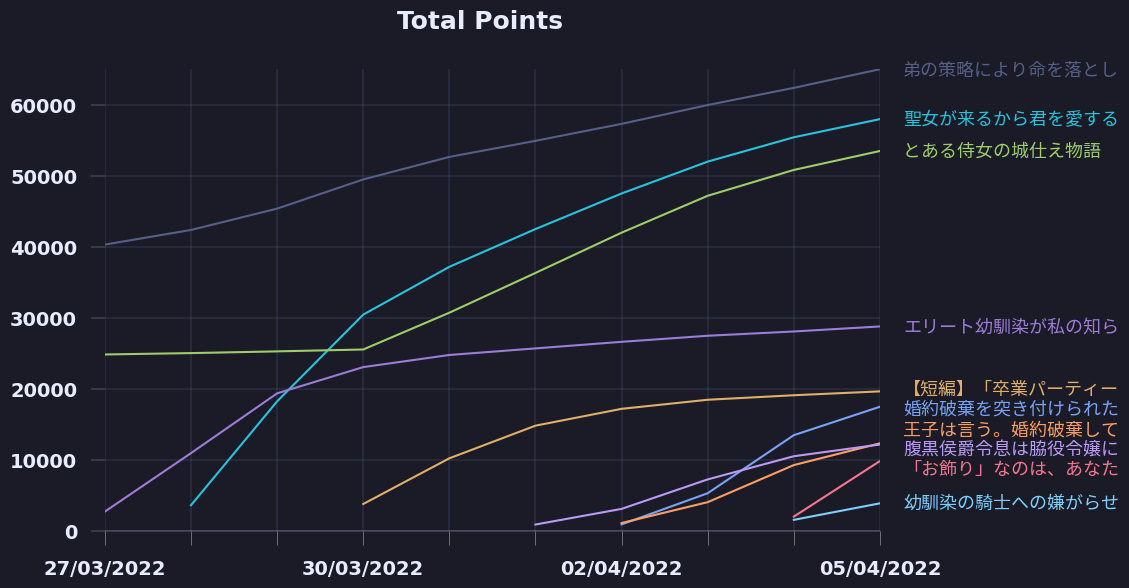 Total Points
弟の策略により命を落とし
60000
聖女が来るから君を愛する
とある侍女の城仕え物語
50000
40000
30000
エリート幼馴染が私の知ら
20000
【短編】「卒業パーティー
婚約破棄を突き付けられた
王子は言う。婚約破棄して
腹黒侯爵令息は脇役令嬢に
10000
「お飾り」なのは、あなた
幼馴染の騎士への嫌がらせ
0
27/03/2022 30/03/2022 02/04/2022 05/04/2022